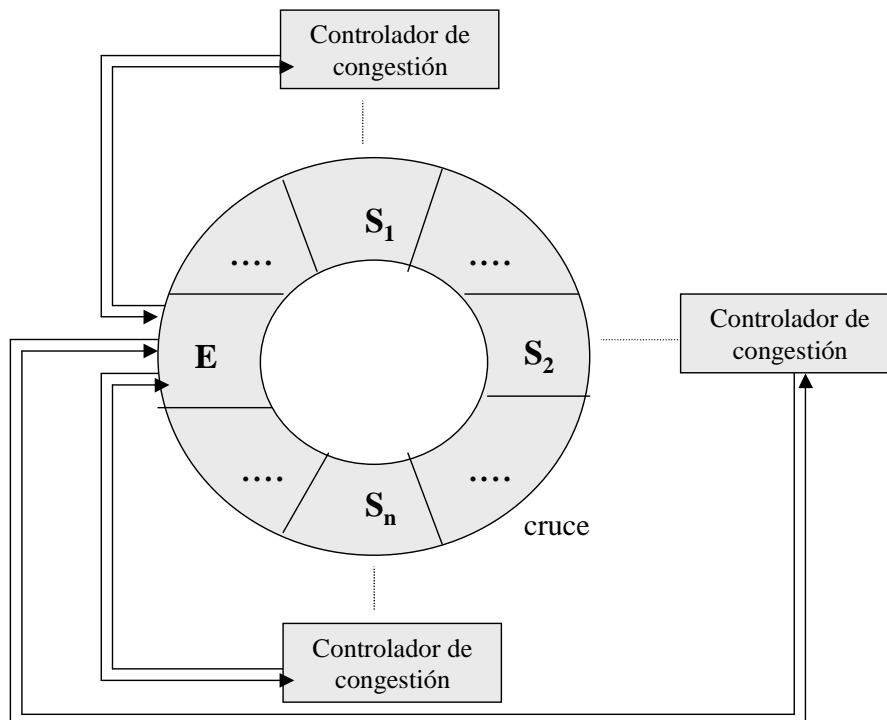 Controlador de
congestión
S1
....
....
E
S2
Controlador de
congestión
....
....
Sn
cruce
Controlador de
congestión